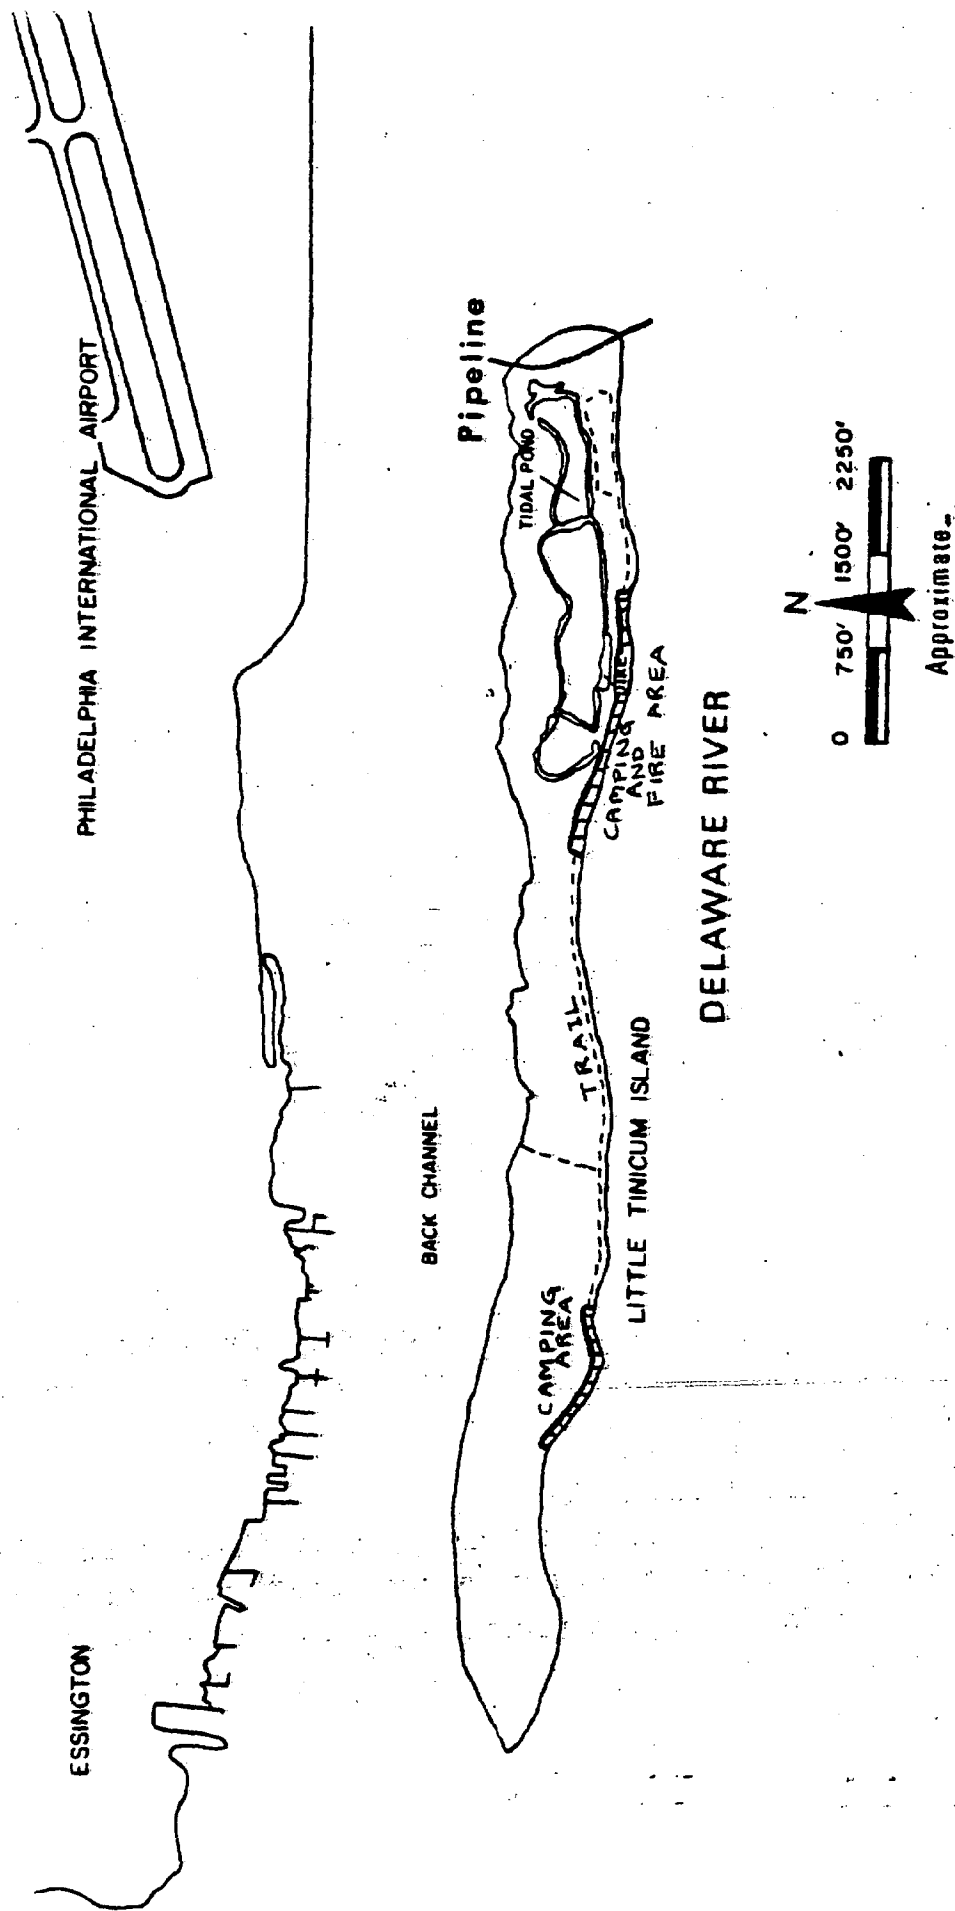 PHILADELPHIA INTERNATIONAL AIRPORT
ESSINGTON
Pipeline
TIDAL POND
BACK CHANNEL
DIKE
CAMPING
AND
FIRE AREA
TRAIL
CAMPING
AREA
LITTLE TINICUM ISLAND
DELAWARE RIVER
N
0 750' 1500' 2250'
Approximate